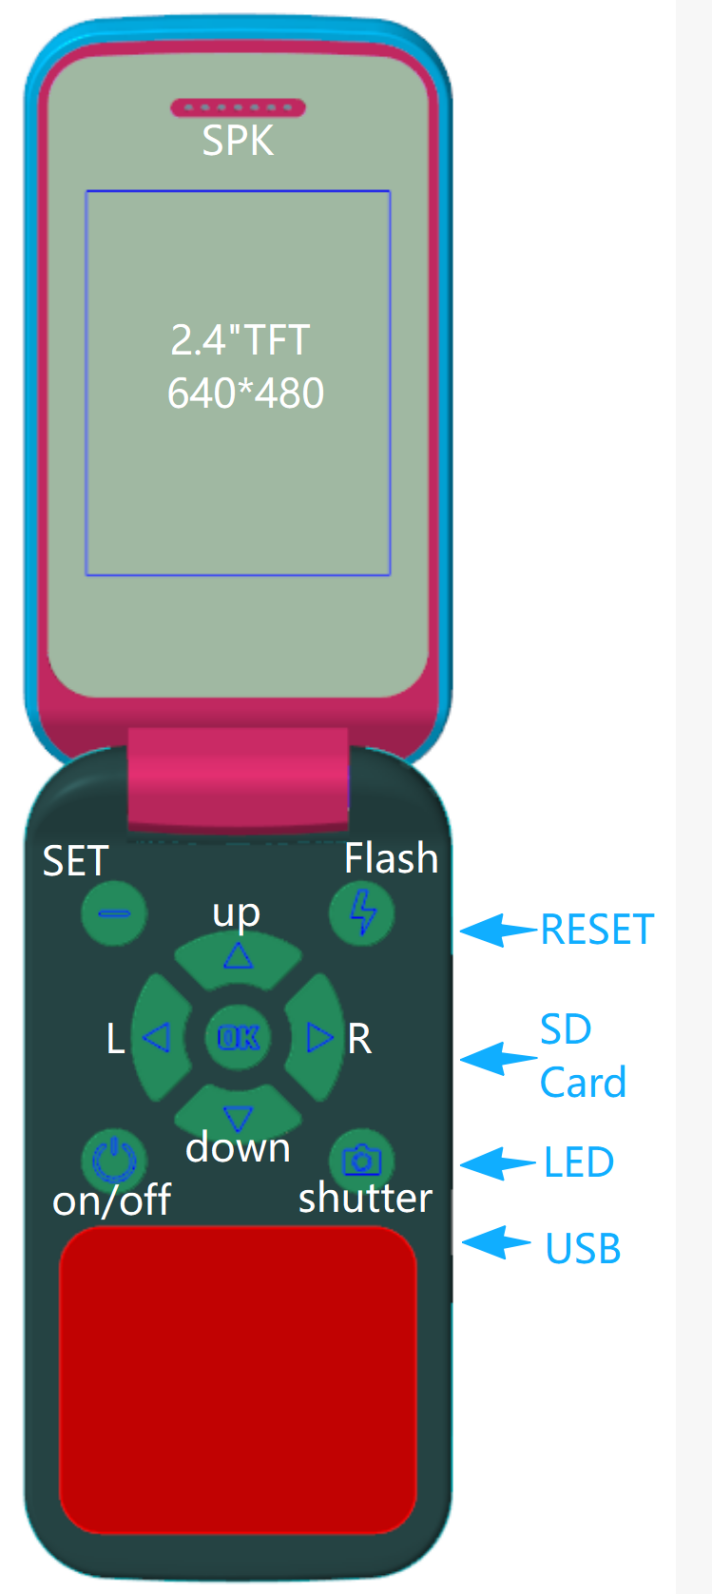 SPK
2.4"TFT
640*480
SET
Flash
up
RESET
L
OK
R
SD
Card
down
LED
on/off
shutter
USB